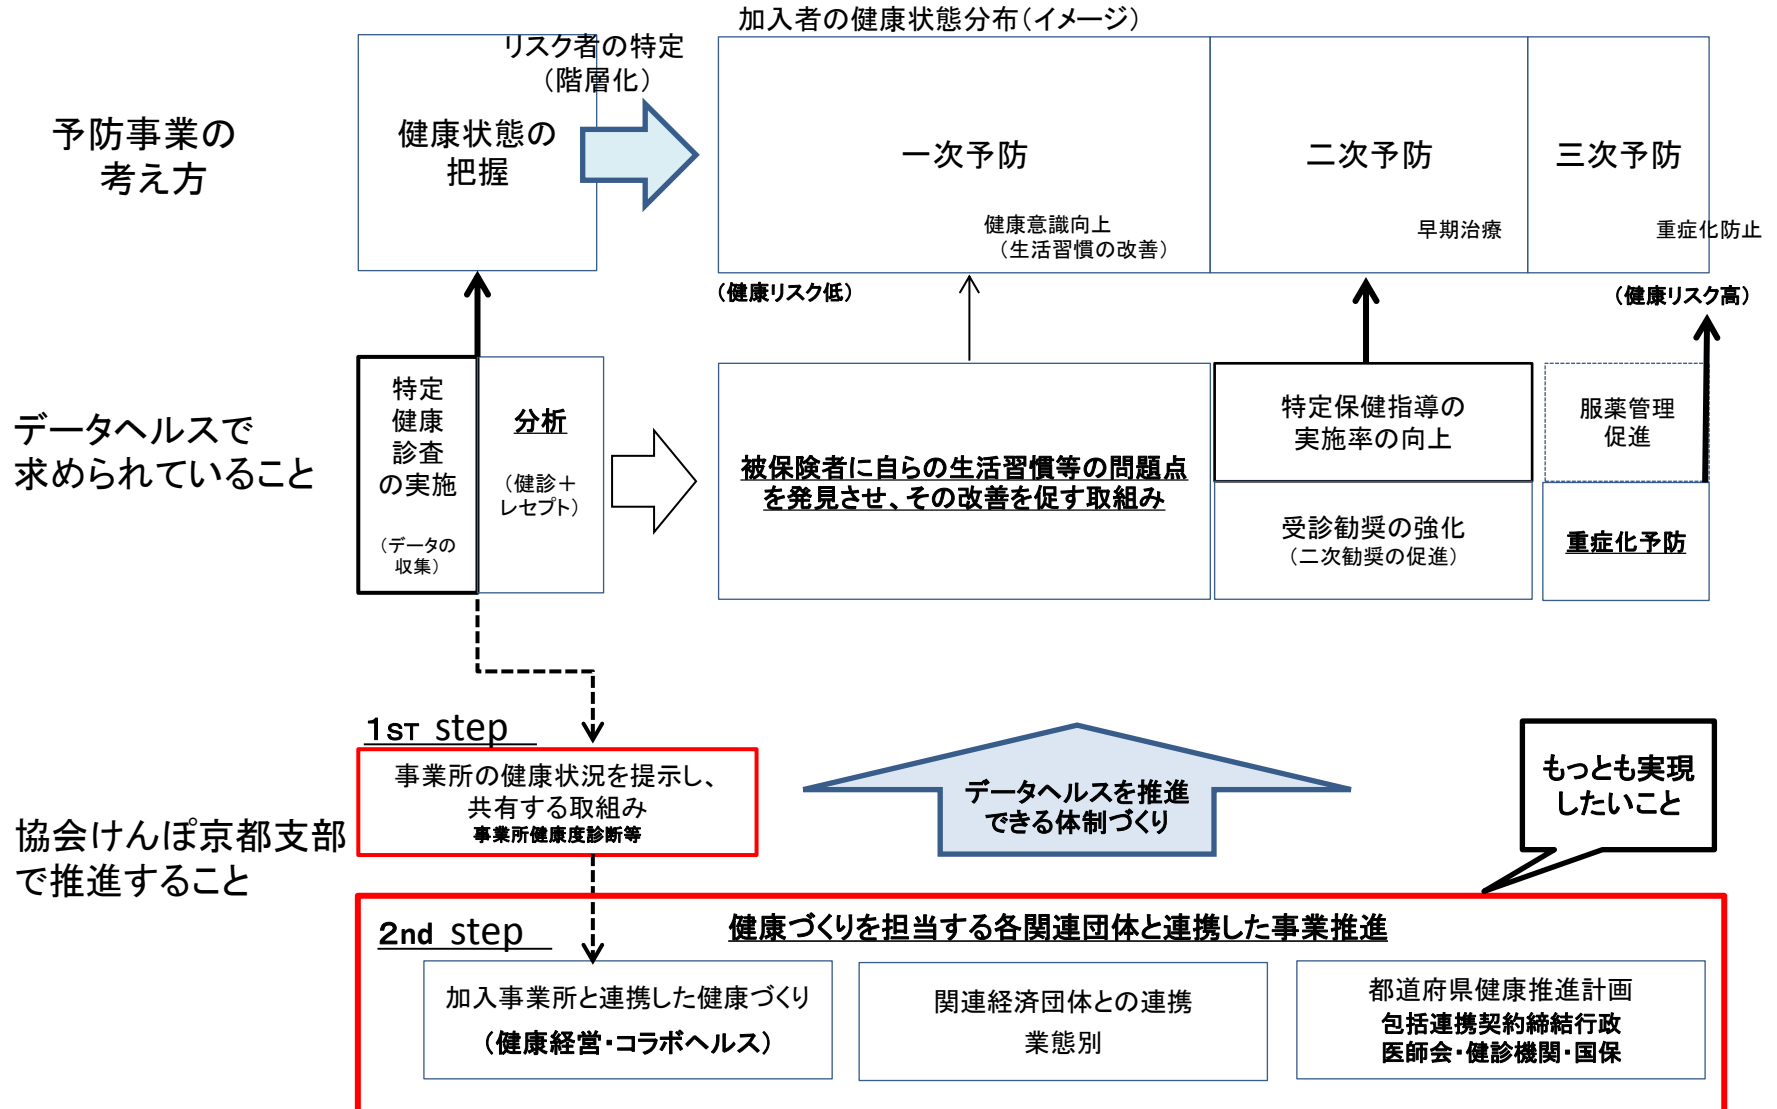 加入者の健康状態分布（イメージ）
予防事業の
考え方
健康状態の
把握
リスク者の特定
（階層化）
一次予防
健康意識向上
（生活習慣の改善）
二次予防
早期治療
三次予防
重症化防止
（健康リスク低）
（健康リスク高）
データヘルスで
求められていること
特定
健康
診査
の実施
（データの
収集）
分析
（健診＋
レセプト）
被保険者に自らの生活習慣等の問題点
を発見させ、その改善を促す取組み
特定保健指導の
実施率の向上
受診勧奨の強化
（二次勧奨の促進）
服薬管理
促進
重症化予防
協会けんぽ京都支部
で推進すること
1ST step
事業所の健康状況を提示し、
共有する取組み
事業所健康度診断等
データヘルスを推進
できる体制づくり
もっとも実現
したいこと
2nd step
健康づくりを担当する各関連団体と連携した事業推進
加入事業所と連携した健康づくり
（健康経営・コラボヘルス）
関連経済団体との連携
業態別
都道府県健康推進計画
包括連携契約締結行政
医師会・健診機関・国保